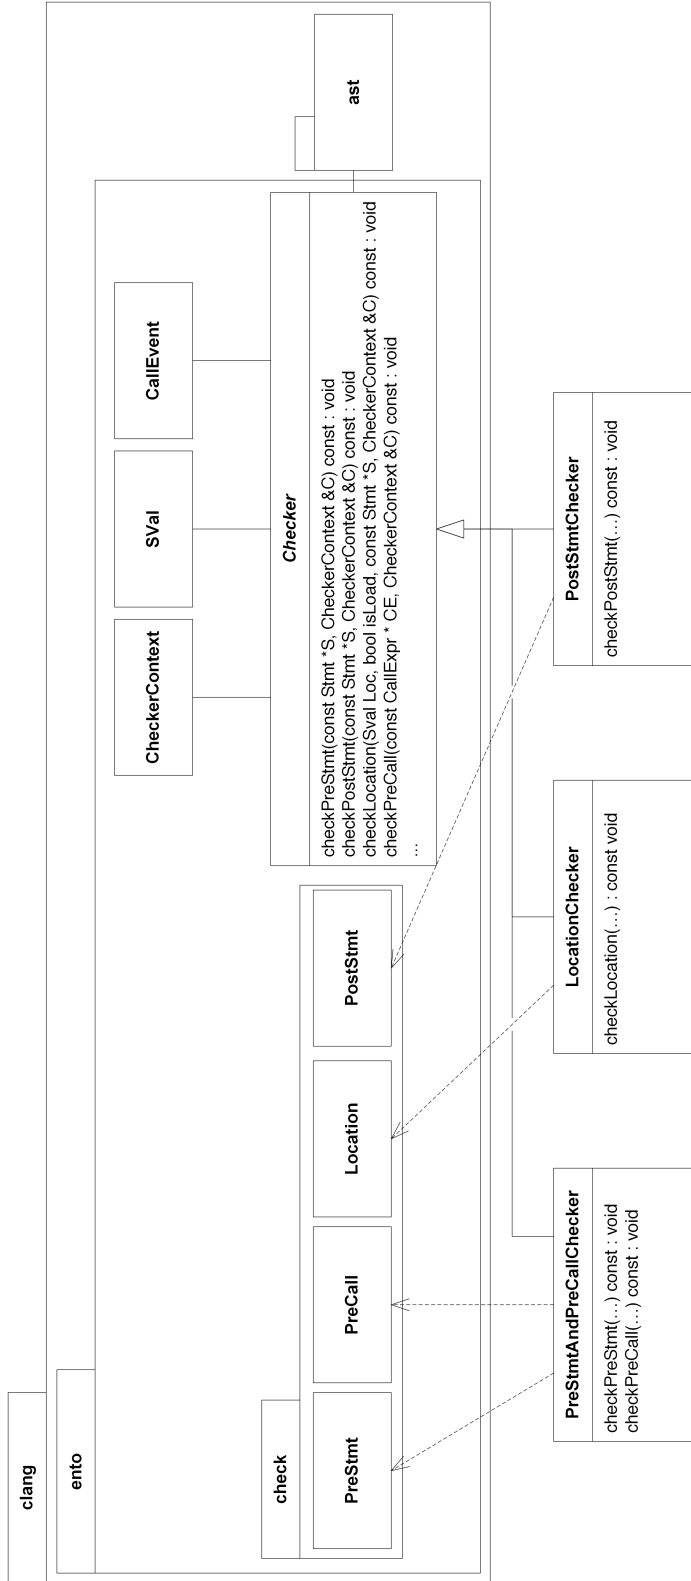 clang
ento
CheckerContext
SVal
CallEvent
check
PreStmt
PreCall
Location
PostStmt
Checker
checkPreStmt(const Stmt *S, CheckerContext &C) const : void
checkPostStmt(const Stmt *S, CheckerContext &C) const : void
checkLocation(Sval Loc, bool isLoad, const Stmt *S, CheckerContext &C) const : void
checkPreCall(const CallExpr * CE, CheckerContext &C) const : void
...
ast
PreStmtAndPreCallChecker
checkPreStmt(...) const : void
checkPreCall(...) const : void
LocationChecker
checkLocation(...) : const void
PostStmtChecker
checkPostStmt(...) const : void